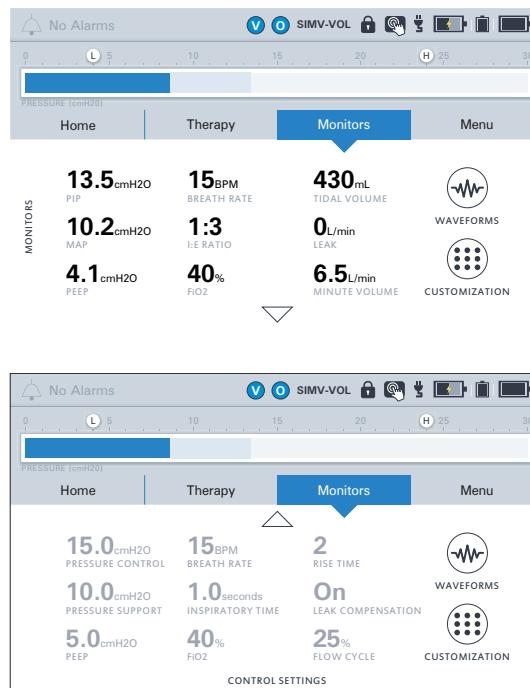 No Alarms V O SIMV-VOL
0 L 5 10 15 20 H 25 30
PRESSURE (cmH20)
Home Therapy Monitors Menu
MONITORS
13.5cmH2O 15BPM 430mL
PIP BREATH RATE TIDAL VOLUME
WAVEFORMS
10.2cmH2O 1:3 0L/min
MAP I:E RATIO LEAK
4.1cmH2O 40% 6.5L/min
PEEP FiO2 MINUTE VOLUME CUSTOMIZATION
No Alarms V O SIMV-VOL
0 L 5 10 15 20 H 25 30
PRESSURE (cmH20)
Home Therapy Monitors Menu
15.0cmH2O 15BPM 2
PRESSURE CONTROL BREATH RATE RISE TIME
WAVEFORMS
10.0cmH2O 1.0seconds On
PRESSURE SUPPORT INSPIRATORY TIME LEAK COMPENSATION
5.0cmH2O 40% 25%
PEEP FiO2 FLOW CYCLE CUSTOMIZATION
CONTROL SETTINGS